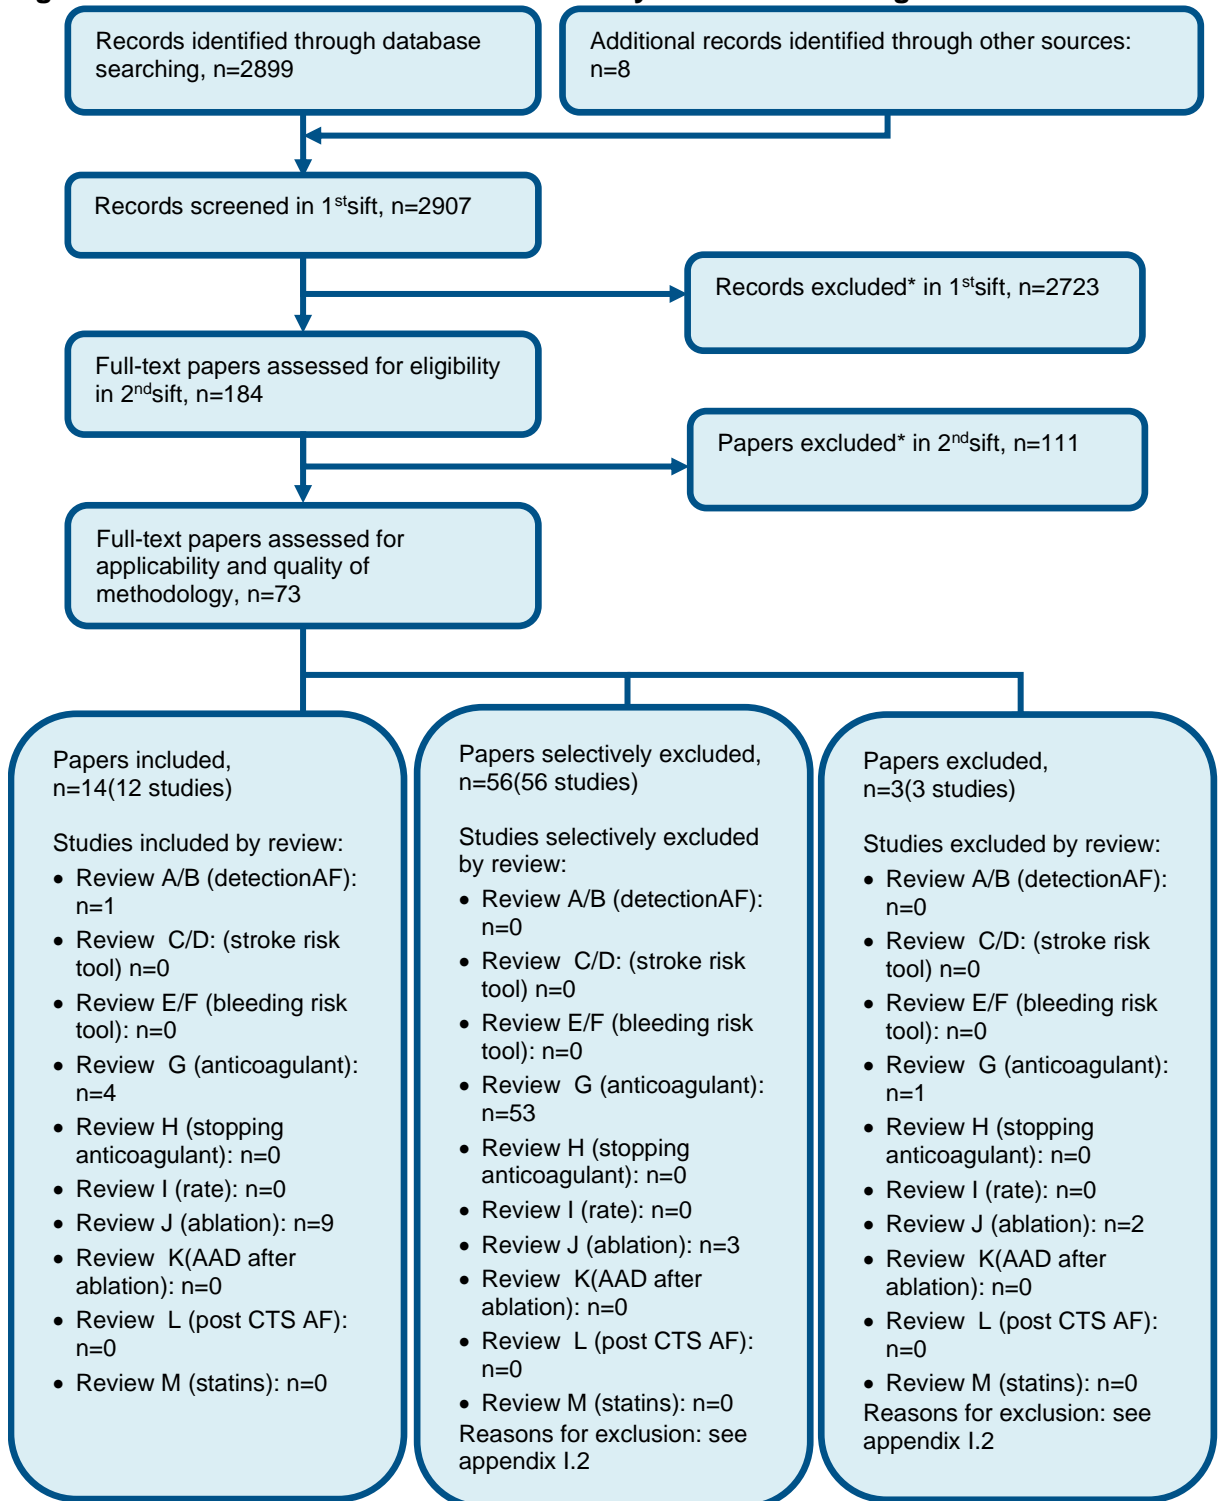 Records identified through database
searching, n=2899
Additional records identified through other sources:
n=8
Records screened in 1stsift, n=2907
Records excluded* in 1stsift, n=2723
Full-text papers assessed for eligibility
in 2ndsift, n=184
Papers excluded* in 2ndsift, n=111
Full-text papers assessed for
applicability and quality of
methodology, n=73
Papers included,
n=14(12 studies)
Studies included by review:
• Review A/B (detectionAF):
n=1
• Review C/D: (stroke risk
tool) n=0
• Review E/F (bleeding risk
tool): n=0
• Review G (anticoagulant):
n=4
• Review H (stopping
anticoagulant): n=0
• Review I (rate): n=0
• Review J (ablation): n=9
• Review K(AAD after
ablation): n=0
• Review L (post CTS AF):
n=0
• Review M (statins): n=0
Papers selectively excluded,
n=56(56 studies)
Studies selectively excluded
by review:
• Review A/B (detectionAF):
n=0
• Review C/D: (stroke risk
tool) n=0
• Review E/F (bleeding risk
tool): n=0
• Review G (anticoagulant):
n=53
• Review H (stopping
anticoagulant): n=0
• Review I (rate): n=0
• Review J (ablation): n=3
• Review K(AAD after
ablation): n=0
• Review L (post CTS AF):
n=0
• Review M (statins): n=0
Reasons for exclusion: see
appendix I.2
Papers excluded,
n=3(3 studies)
Studies excluded by review:
• Review A/B (detectionAF):
n=0
• Review C/D: (stroke risk
tool) n=0
• Review E/F (bleeding risk
tool): n=0
• Review G (anticoagulant):
n=1
• Review H (stopping
anticoagulant): n=0
• Review I (rate): n=0
• Review J (ablation): n=2
• Review K(AAD after
ablation): n=0
• Review L (post CTS AF):
n=0
• Review M (statins): n=0
Reasons for exclusion: see
appendix I.2